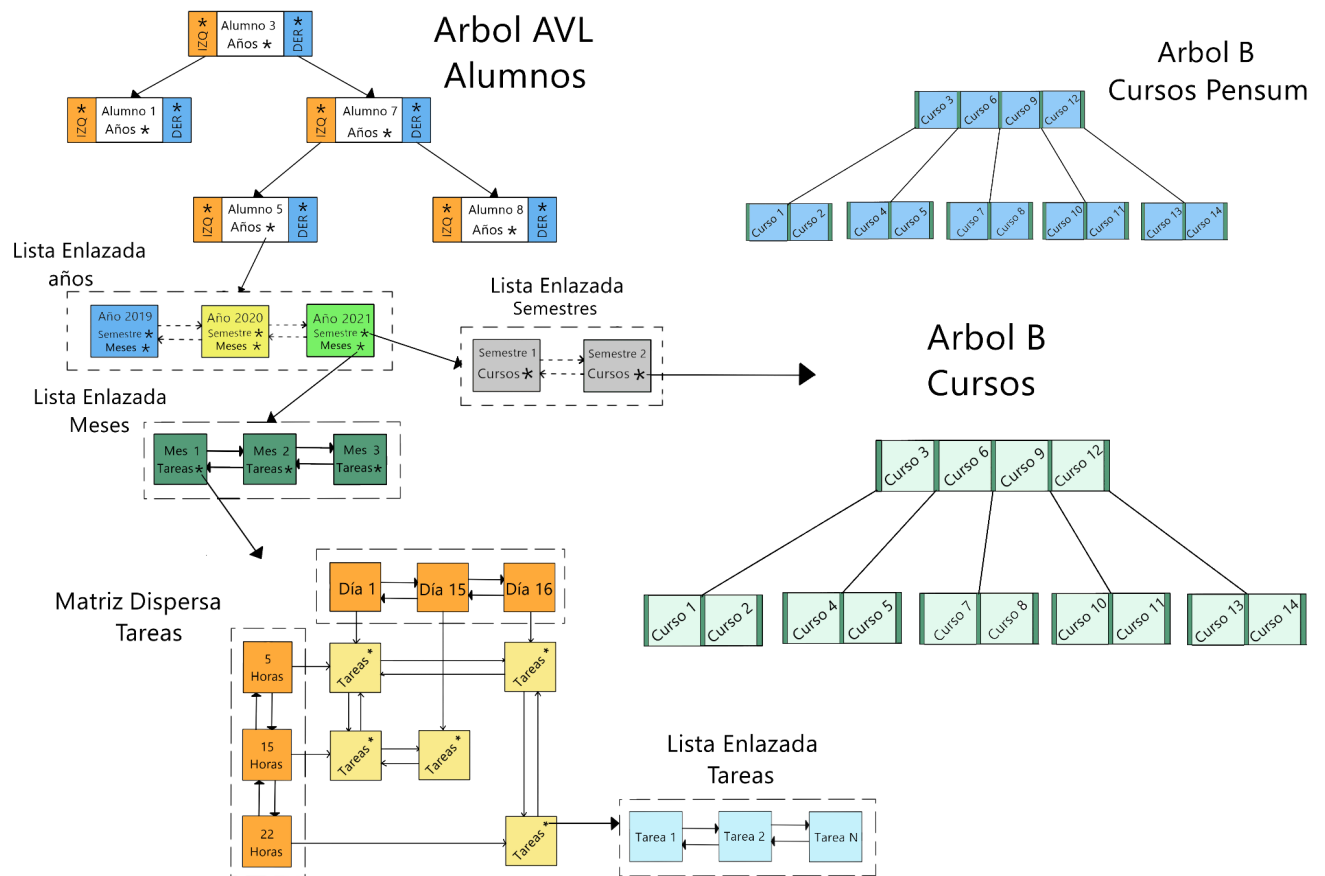 Arbol AVL
Alumnos
IZQ *
Alumno 3
Años *
DER *
IZQ *
Alumno 1
Años *
DER *
IZQ *
Alumno 7
Años *
DER *
IZQ *
Alumno 5
Años *
DER *
IZQ *
Alumno 8
Años *
DER *
Arbol B
Cursos Pensum
Curso 3
Curso 6
Curso 9
Curso 12
Curso 1
Curso 2
Curso 4
Curso 5
Curso 7
Curso 8
Curso 10
Curso 11
Curso 13
Curso 14
Lista Enlazada
años
Año 2019
Semestre *
Meses *
Año 2020
Semestre *
Meses *
Año 2021
Semestre *
Meses *
Lista Enlazada
Semestres
Semestre 1
Cursos *
Semestre 2
Cursos *
Arbol B
Cursos
Curso 3
Curso 6
Curso 9
Curso 12
Curso 1
Curso 2
Curso 4
Curso 5
Curso 7
Curso 8
Curso 10
Curso 11
Curso 13
Curso 14
Lista Enlazada
Meses
Mes 1
Tareas *
Mes 2
Tareas *
Mes 3
Tareas *
Matriz Dispersa
Tareas
Día 1
Día 15
Día 16
5
Horas
Tareas *
Tareas *
15
Horas
Tareas *
Tareas *
22
Horas
Tareas *
Lista Enlazada
Tareas
Tarea 1
Tarea 2
Tarea N